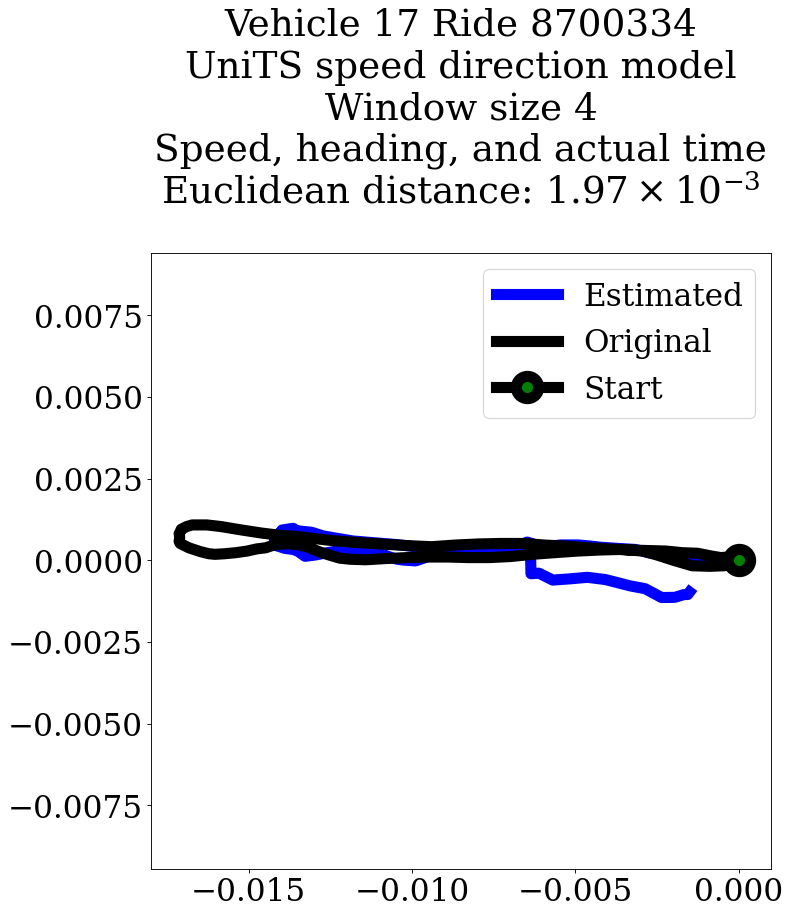 Vehicle 17 Ride 8700334
UniTS speed direction model
Window size 4
Speed, heading, and actual time
Euclidean distance: 1.97 × 10⁻³
Estimated
Original
Start
0.0075
0.0050
0.0025
0.0000
−0.0025
−0.0050
−0.0075
−0.015
−0.010
−0.005
0.000